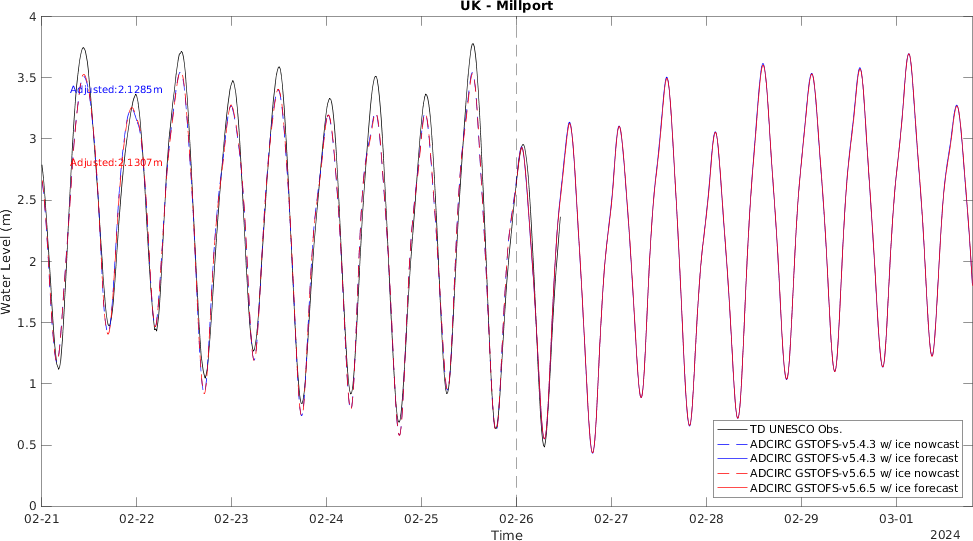 UK - Millport
4
3.5
3
2.5
2
1.5
1
0.5
0
Water Level (m)
Adjusted:2.1285m
Adjusted:2.1307m
TD UNESCO Obs.
ADCIRC GSTOFS-v5.4.3 w/ ice nowcast
ADCIRC GSTOFS-v5.4.3 w/ ice forecast
ADCIRC GSTOFS-v5.6.5 w/ ice nowcast
ADCIRC GSTOFS-v5.6.5 w/ ice forecast
02-21 02-22 02-23 02-24 02-25 02-26 02-27 02-28 02-29 03-01
Time
2024